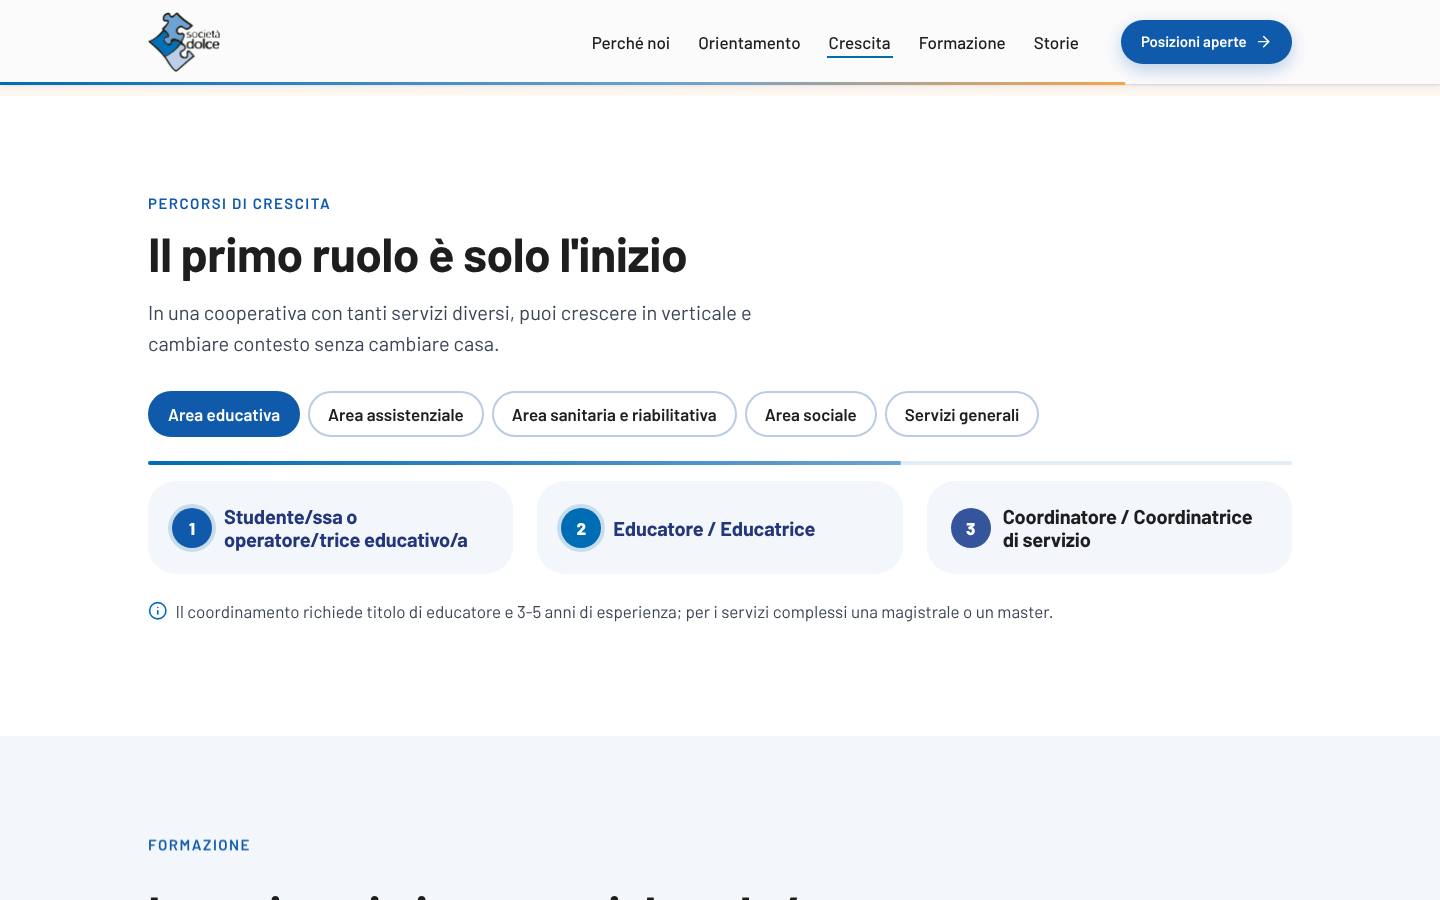 società
dolce
Perché noi
Orientamento
Crescita
Formazione
Storie
Posizioni aperte
PERCORSI DI CRESCITA
Il primo ruolo è solo l'inizio
In una cooperativa con tanti servizi diversi, puoi crescere in verticale e
cambiare contesto senza cambiare casa.
Area educativa
Area assistenziale
Area sanitaria e riabilitativa
Area sociale
Servizi generali
1
Studente/ssa o
operatore/trice educativo/a
2
Educatore / Educatrice
3
Coordinatore / Coordinatrice
di servizio
Il coordinamento richiede titolo di educatore e 3-5 anni di esperienza; per i servizi complessi una magistrale o un master.
FORMAZIONE